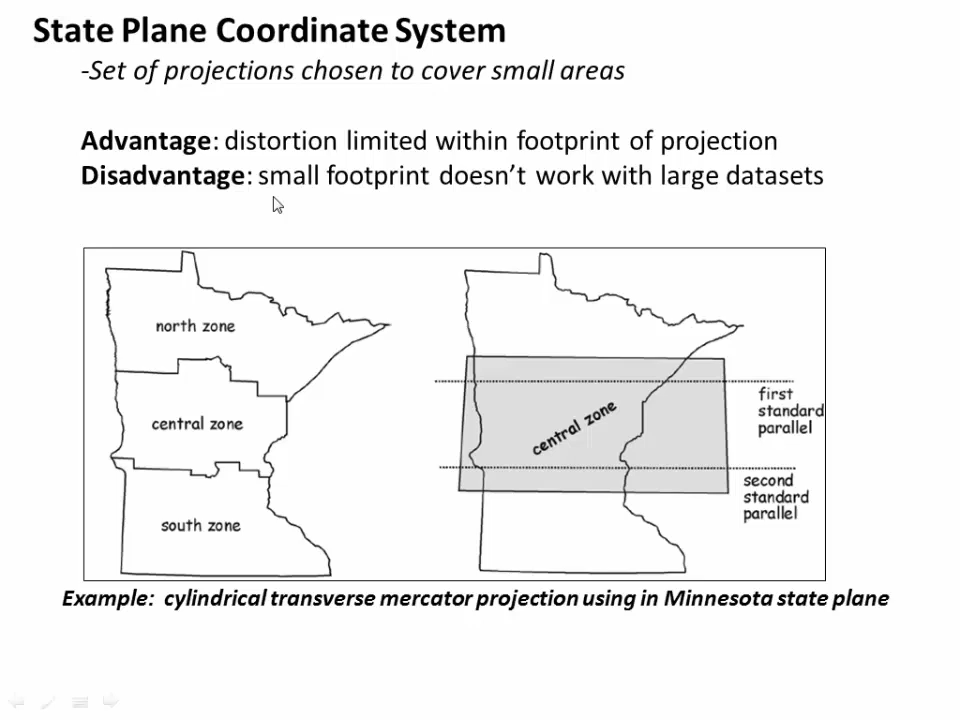 State Plane Coordinate System
-Set of projections chosen to cover small areas
Advantage: distortion limited within footprint of projection
Disadvantage: small footprint doesn’t work with large datasets
north zone
central zone
south zone
central zone
first
standard
parallel
second
standard
parallel
Example:  cylindrical transverse mercator projection using in Minnesota state plane